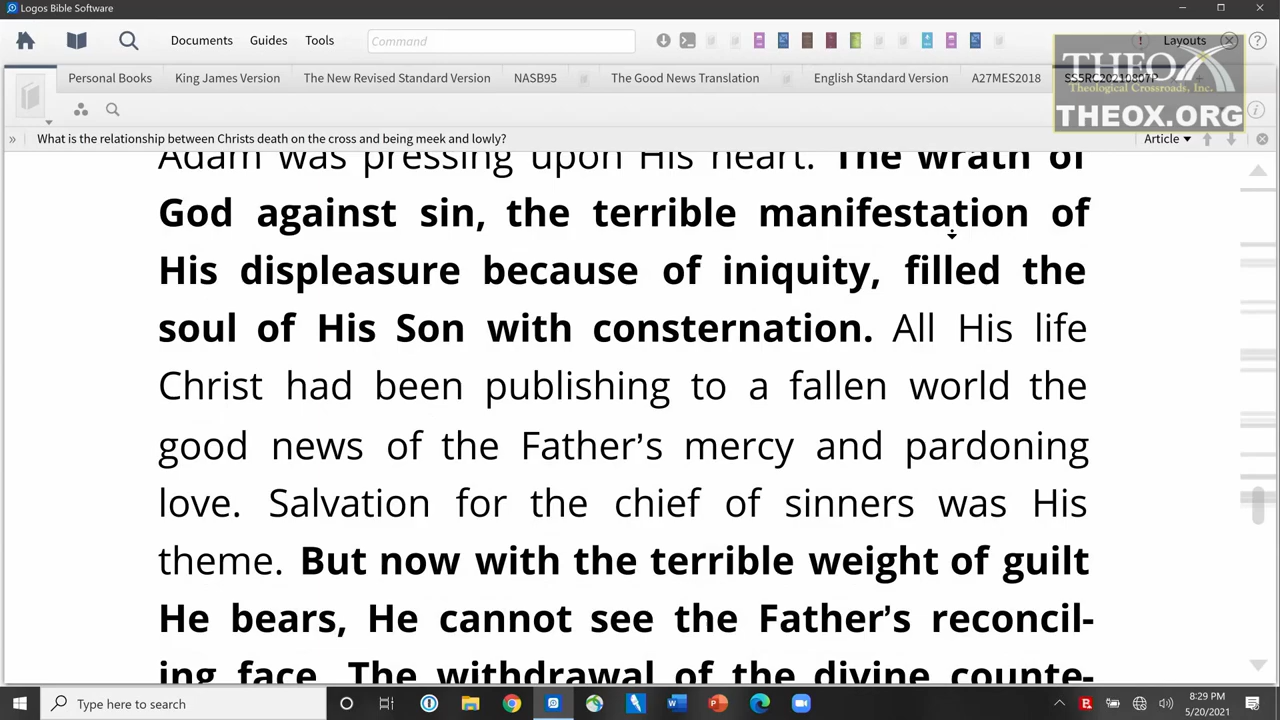 Logos Bible Software
Documents Guides Tools Command Layouts
THEOX
Theological Crossroads, Inc.
THEOX.ORG
Personal Books King James Version The New Revised Standard Version NASB95 The Good News Translation English Standard Version A27MES2018 SS5RC20210807P
What is the relationship between Christs death on the cross and being meek and lowly? Article
Adam was pressing upon His heart. The wrath of
God against sin, the terrible manifestation of
His displeasure because of iniquity, filled the
soul of His Son with consternation. All His life
Christ had been publishing to a fallen world the
good news of the Father’s mercy and pardoning
love. Salvation for the chief of sinners was His
theme. But now with the terrible weight of guilt
He bears, He cannot see the Father’s reconcil-
ing face. The withdrawal of the divine counte-
Type here to search
8:29 PM
5/20/2021